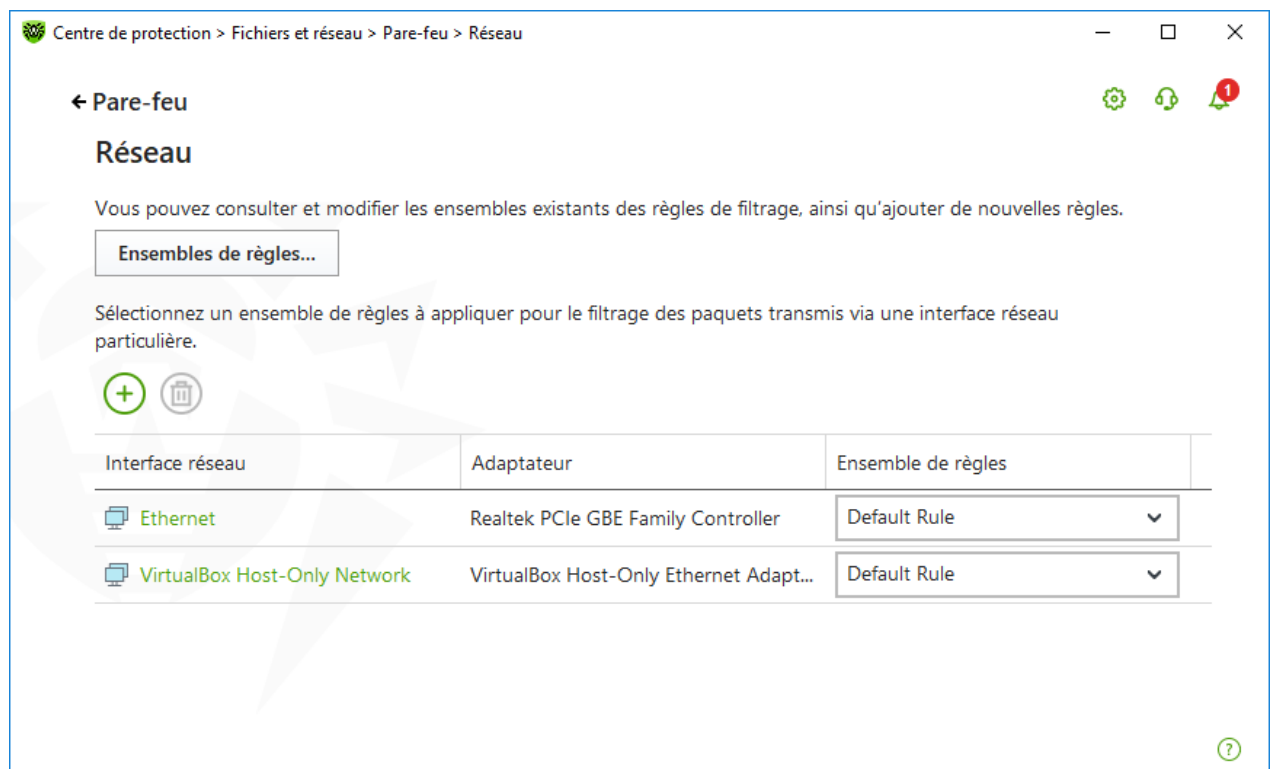 Centre de protection > Fichiers et réseau > Pare-feu > Réseau
Pare-feu
1
Réseau
Vous pouvez consulter et modifier les ensembles existants des règles de filtrage, ainsi qu'ajouter de nouvelles règles.
Ensembles de règles...
Sélectionnez un ensemble de règles à appliquer pour le filtrage des paquets transmis via une interface réseau
particulière.
Interface réseau Adaptateur Ensemble de règles
Ethernet Realtek PCIe GBE Family Controller Default Rule
VirtualBox Host-Only Network VirtualBox Host-Only Ethernet Adapt... Default Rule
?